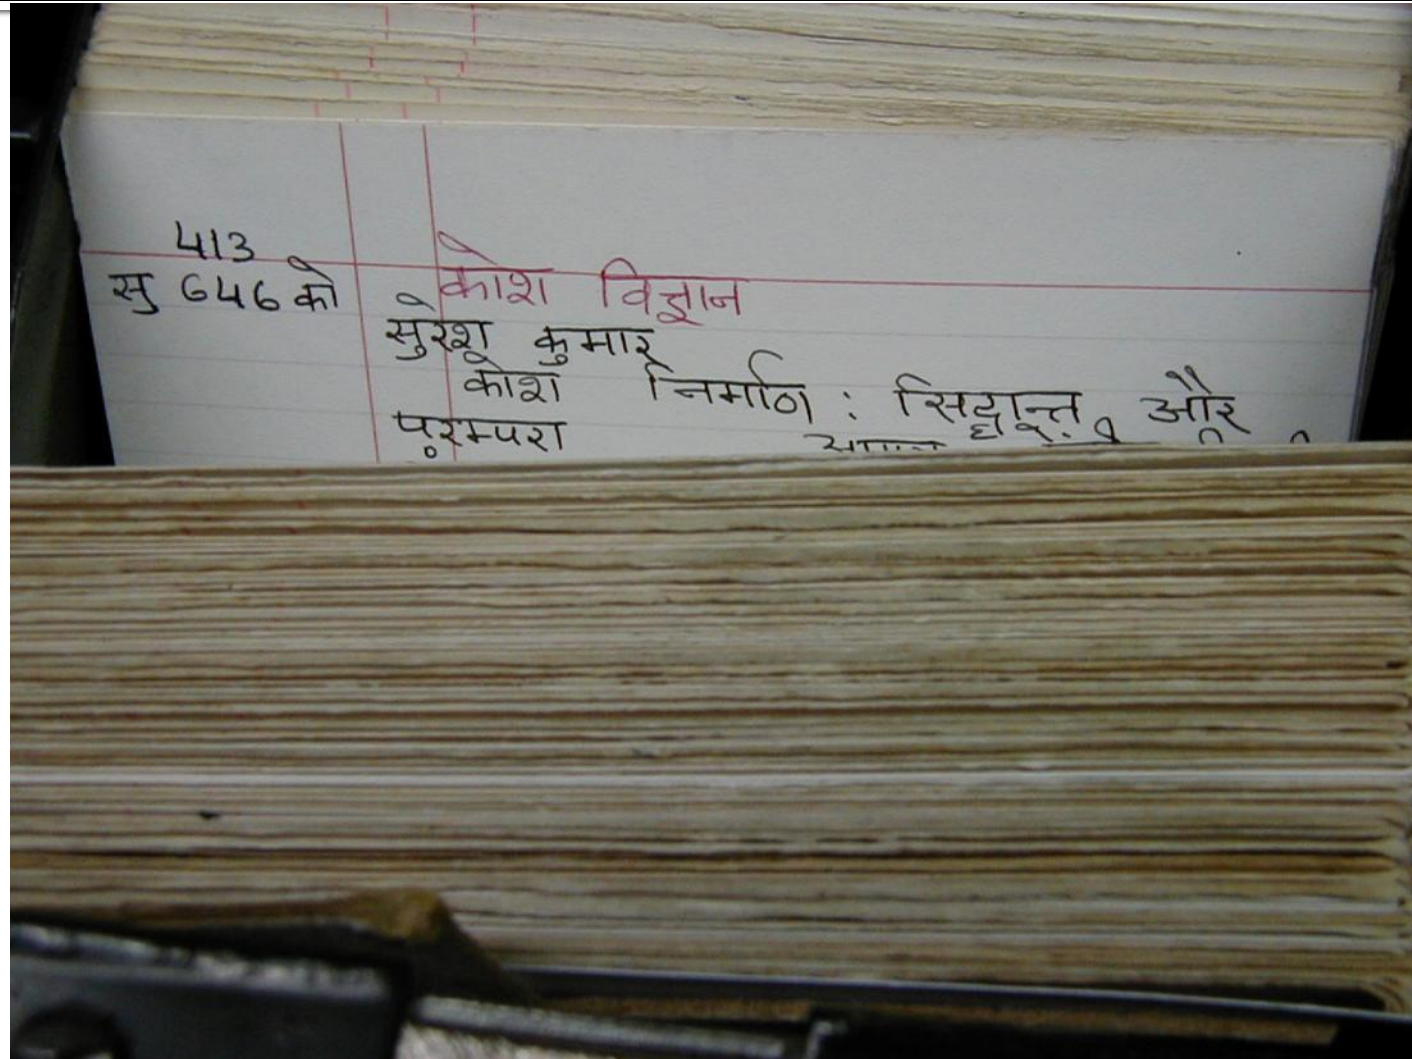 413
सु 646 को
कोश विज्ञान
सुरेश कुमार
कोश निर्माण : सिद्धान्त और
परम्परा